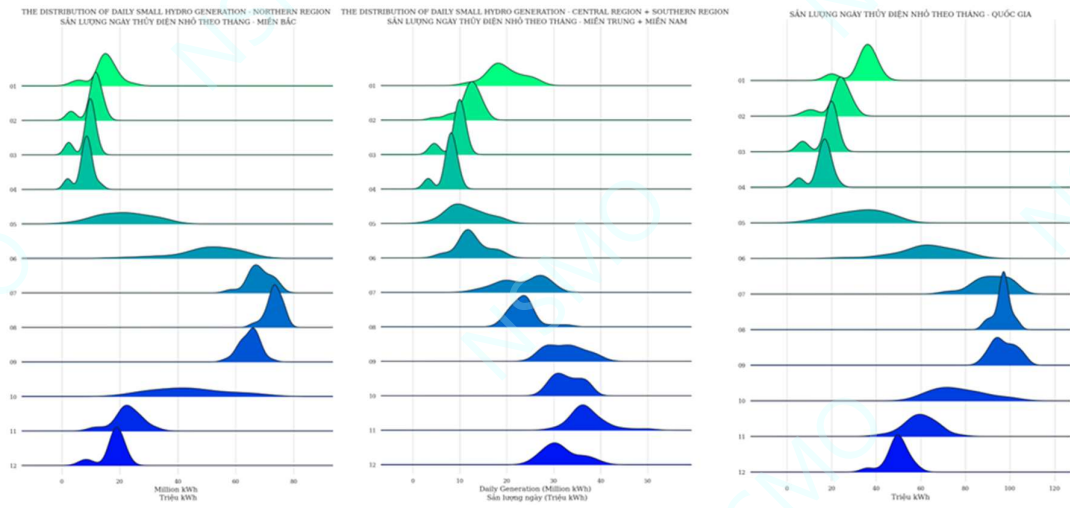 THE DISTRIBUTION OF DAILY SMALL HYDRO GENERATION - NORTHERN REGION
SẢN LƯỢNG NGÀY THỦY ĐIỆN NHỎ THEO THÁNG - MIỀN BẮC
01
02
03
04
05
06
07
08
09
10
11
12
0 20 40 60 80
Million kWh
Triệu kWh
THE DISTRIBUTION OF DAILY SMALL HYDRO GENERATION - CENTRAL REGION + SOUTHERN REGION
SẢN LƯỢNG NGÀY THỦY ĐIỆN NHỎ THEO THÁNG - MIỀN TRUNG + MIỀN NAM
01
02
03
04
05
06
07
08
09
10
11
12
0 10 20 30 40 50
Daily Generation (Million kWh)
Sản lượng ngày (Triệu kWh)
SẢN LƯỢNG NGÀY THỦY ĐIỆN NHỎ THEO THÁNG - QUỐC GIA
01
02
03
04
05
06
07
08
09
10
11
12
0 20 40 60 80 100 120
Triệu kWh
NSMO